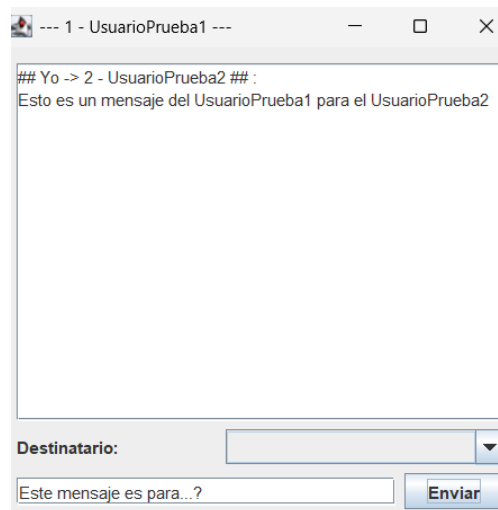 --- 1 - UsuarioPrueba1 ---
## Yo -> 2 - UsuarioPrueba2 ## :
Esto es un mensaje del UsuarioPrueba1 para el UsuarioPrueba2
Destinatario:
Este mensaje es para...?
Enviar